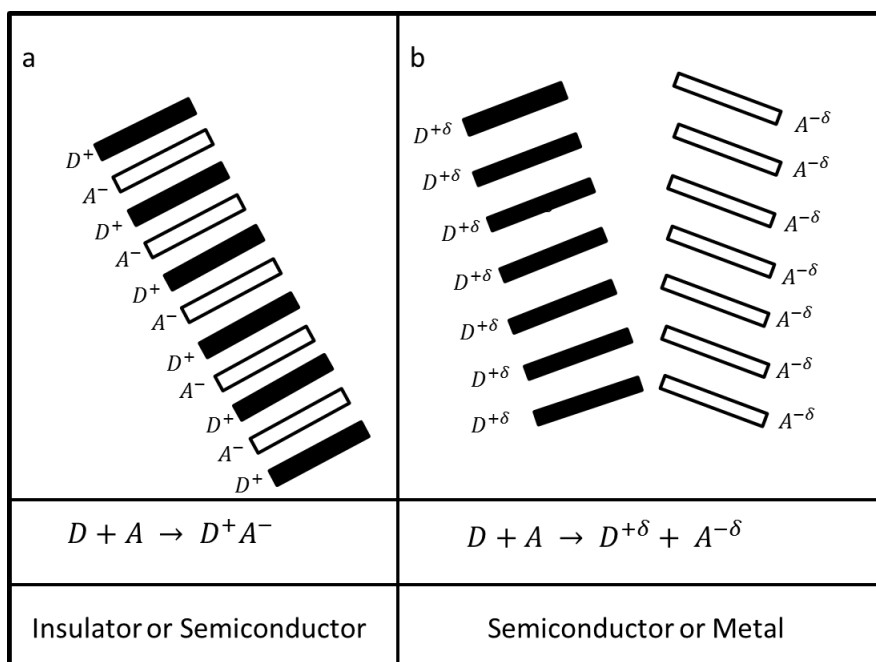 a
D⁺
A⁻
D⁺
A⁻
D⁺
A⁻
D⁺
A⁻
D⁺
A⁻
D⁺
D + A → D⁺A⁻
Insulator or Semiconductor
b
D⁺ᵟ
D⁺ᵟ
D⁺ᵟ
D⁺ᵟ
D⁺ᵟ
D⁺ᵟ
D⁺ᵟ
A⁻ᵟ
A⁻ᵟ
A⁻ᵟ
A⁻ᵟ
A⁻ᵟ
A⁻ᵟ
A⁻ᵟ
D + A → D⁺ᵟ + A⁻ᵟ
Semiconductor or Metal